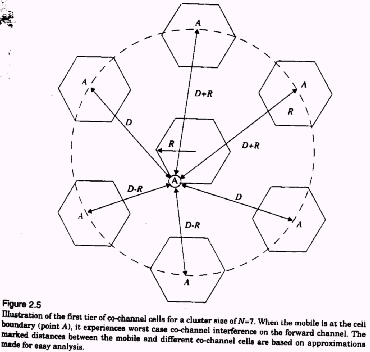 A
A
A
D+R
R
D
R
D+R
A
D-R
D
A
D-R
A
A
Figure 2.5
Illustration of the first tier of co-channel cells for a cluster size of N=7. When the mobile is at the cell
boundary (point A), it experiences worst case co-channel interference on the forward channel. The
marked distances between the mobile and different co-channel cells are based on approximations
made for easy analysis.